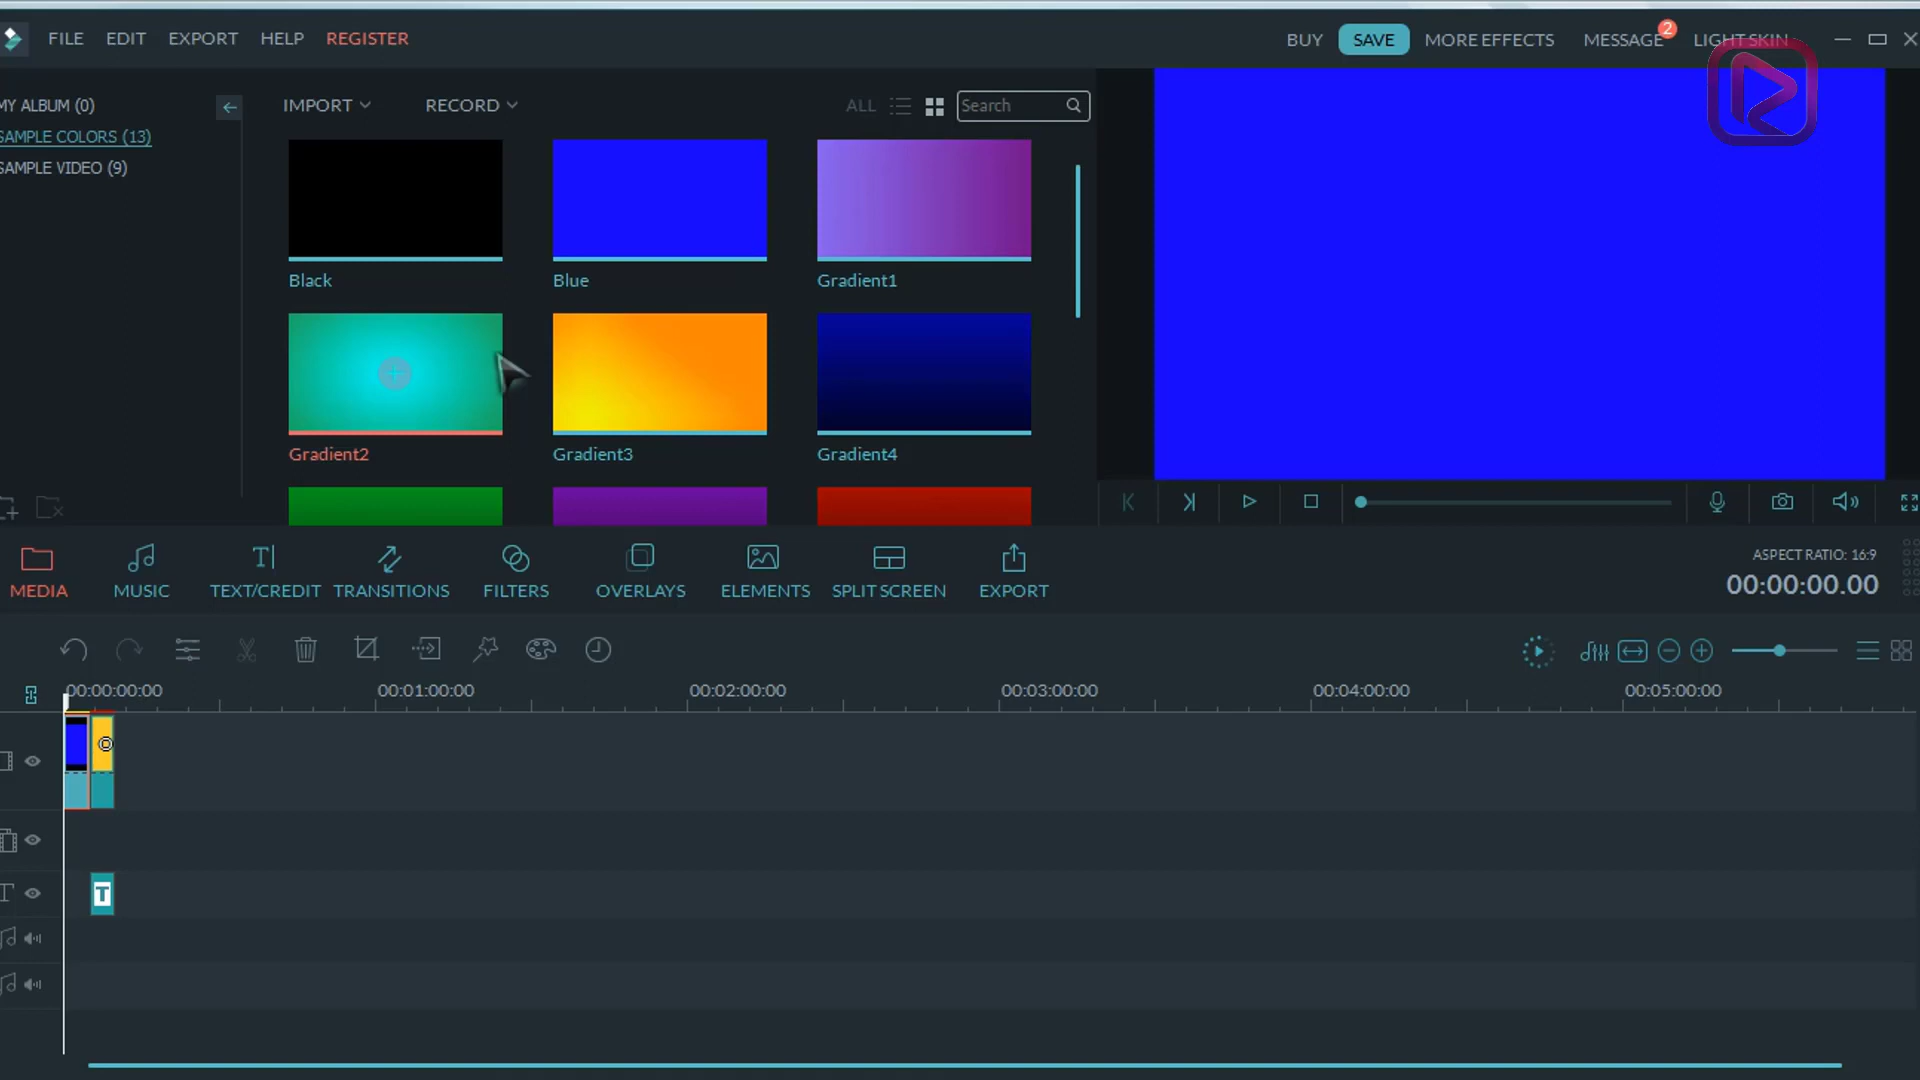 FILE EDIT EXPORT HELP REGISTER BUY SAVE MORE EFFECTS MESSAGE 2 LIGHT SKIN
MY ALBUM (0)
SAMPLE COLORS (13)
SAMPLE VIDEO (9)
IMPORT RECORD ALL Search
Black Blue Gradient1
Gradient2 Gradient3 Gradient4
ASPECT RATIO: 16:9
00:00:00.00
MEDIA MUSIC TEXT/CREDIT TRANSITIONS FILTERS OVERLAYS ELEMENTS SPLIT SCREEN EXPORT
00:00:00:00 00:01:00:00 00:02:00:00 00:03:00:00 00:04:00:00 00:05:00:00
T